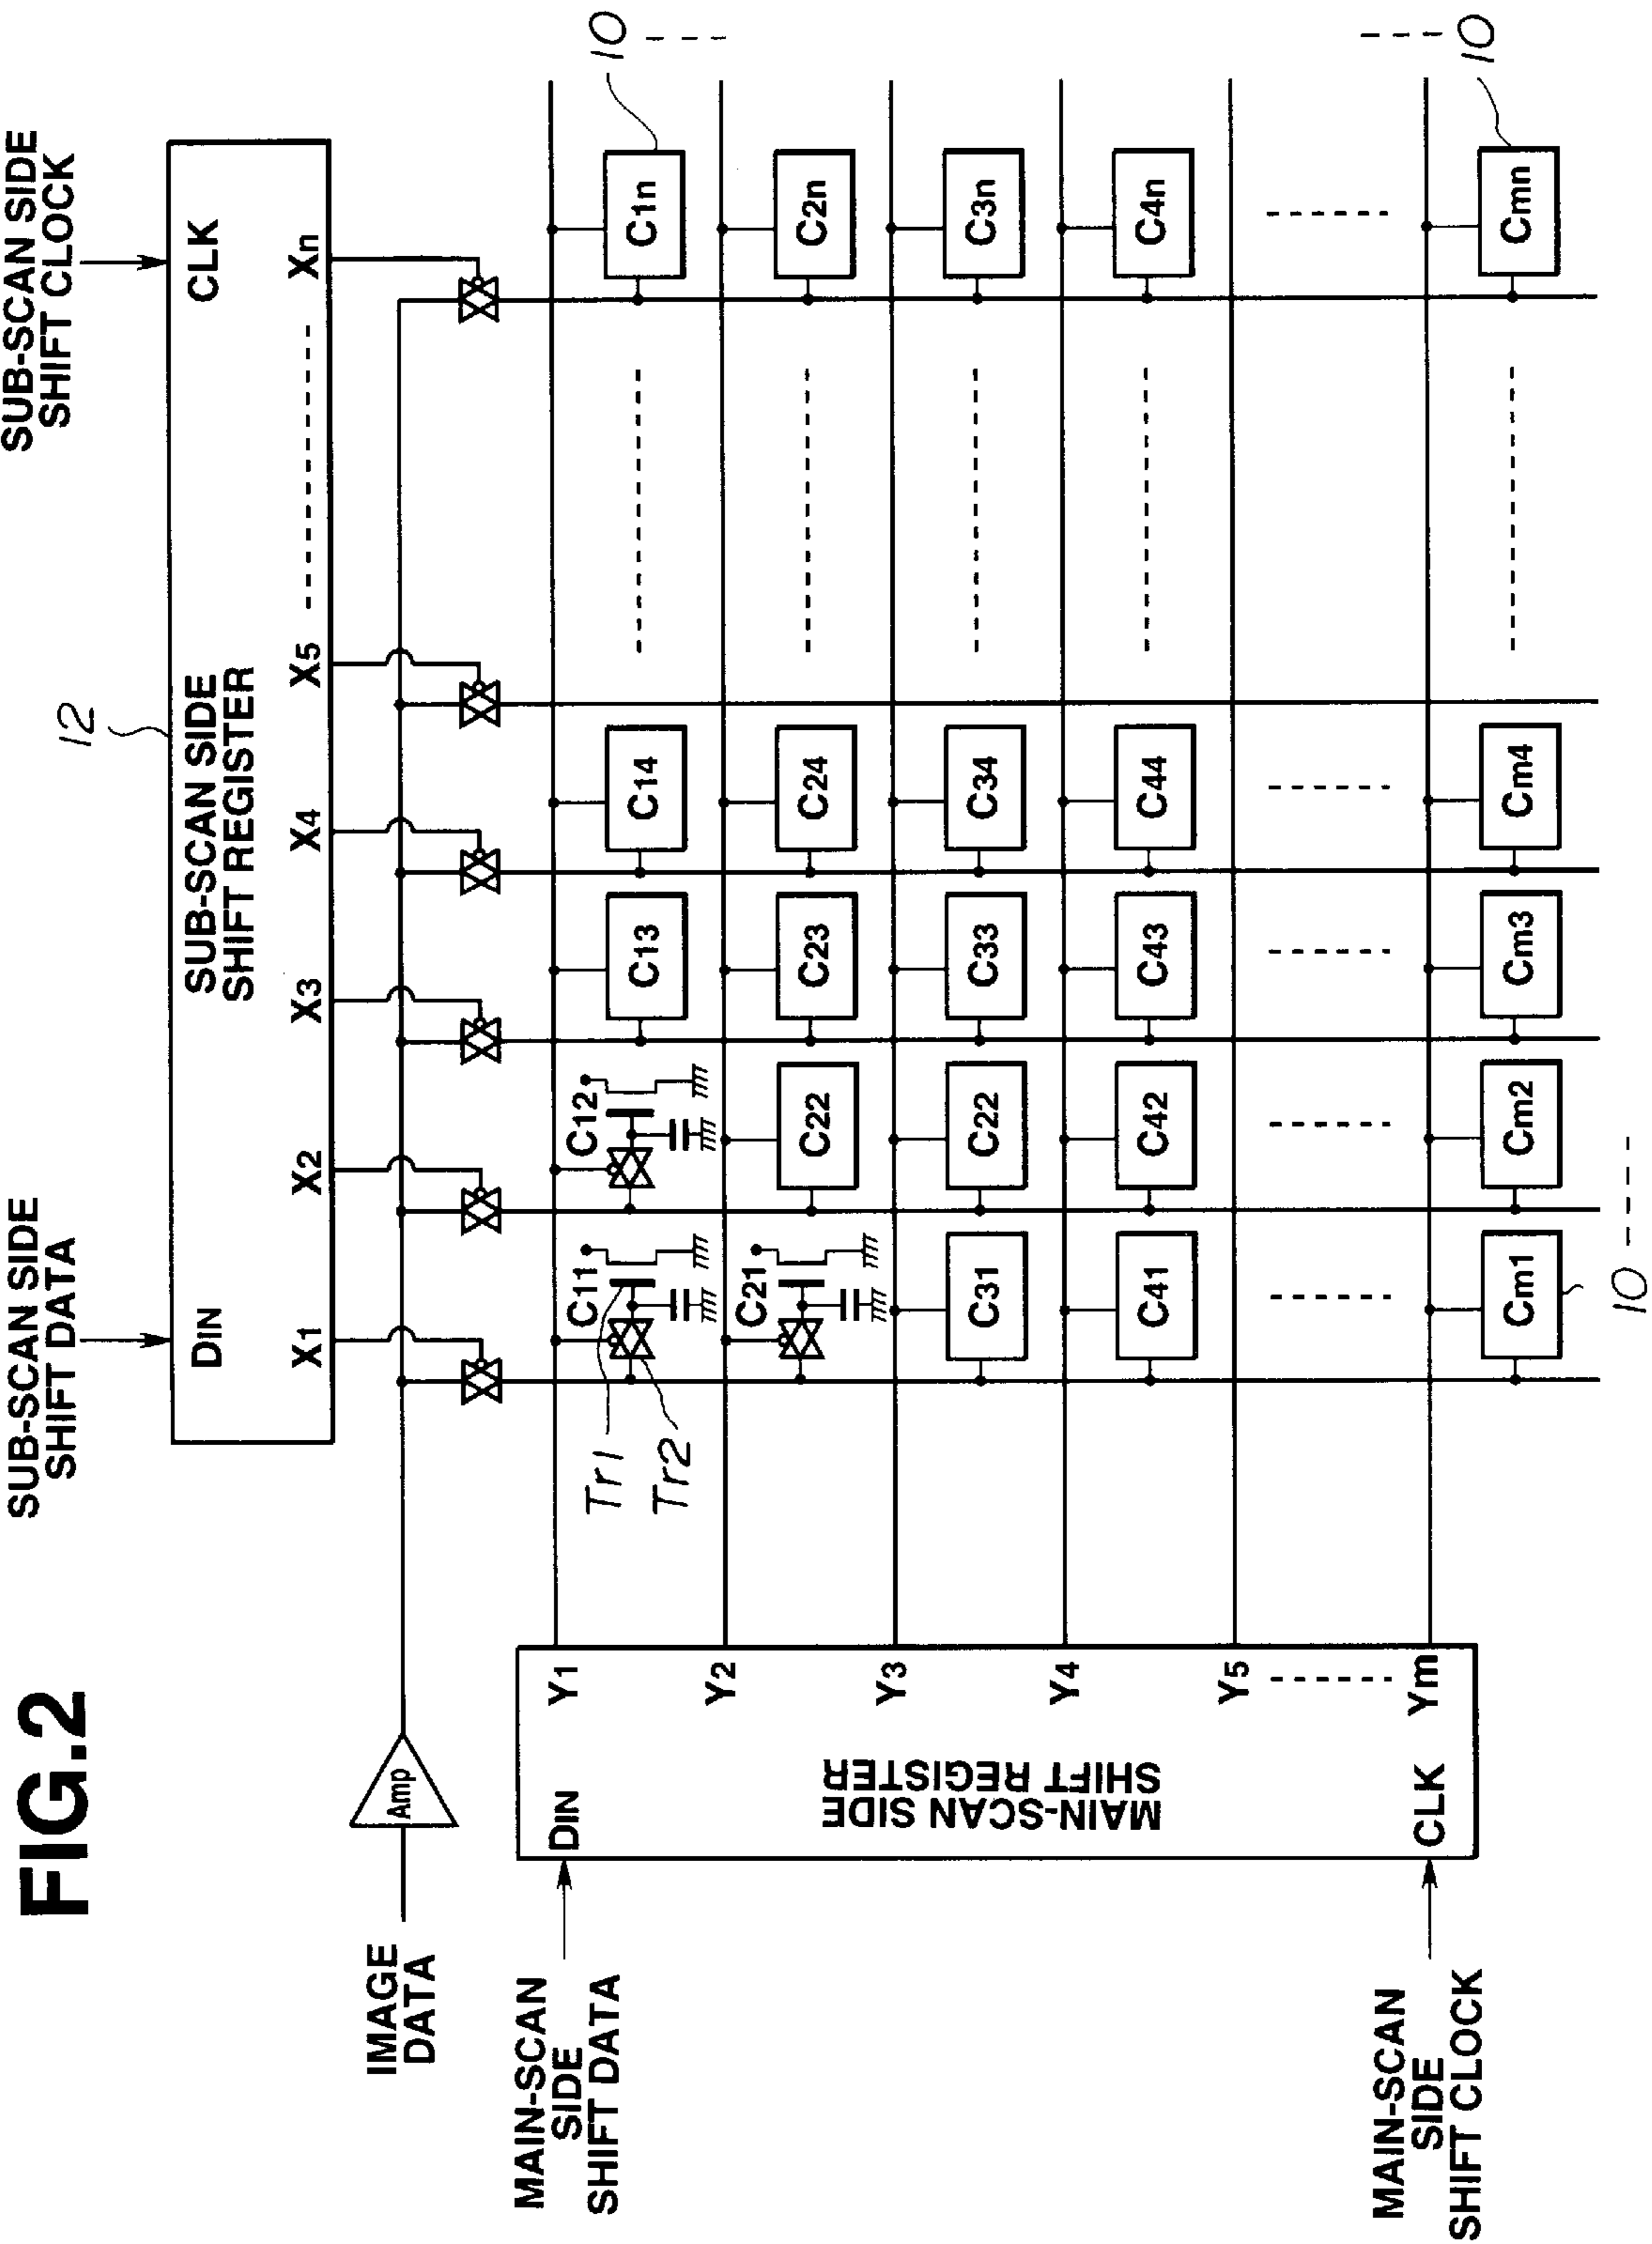 FIG.2
SUB-SCAN SIDE
SHIFT DATA
SUB-SCAN SIDE
SHIFT CLOCK
12
DIN
CLK
SUB-SCAN SIDE
SHIFT REGISTER
X1
X2
X3
X4
X5
Xn
IMAGE
DATA
Amp
MAIN-SCAN
SIDE
SHIFT DATA
DIN
MAIN-SCAN SIDE
SHIFT REGISTER
MAIN-SCAN
SIDE
SHIFT CLOCK
CLK
Y1
Y2
Y3
Y4
Y5
Ym
Tr1
Tr2
C11
C12
C13
C14
C1n
10
C21
C22
C23
C24
C2n
C31
C22
C33
C34
C3n
C41
C42
C43
C44
C4n
Cm1
Cm2
Cm3
Cm4
Cmn
10
10